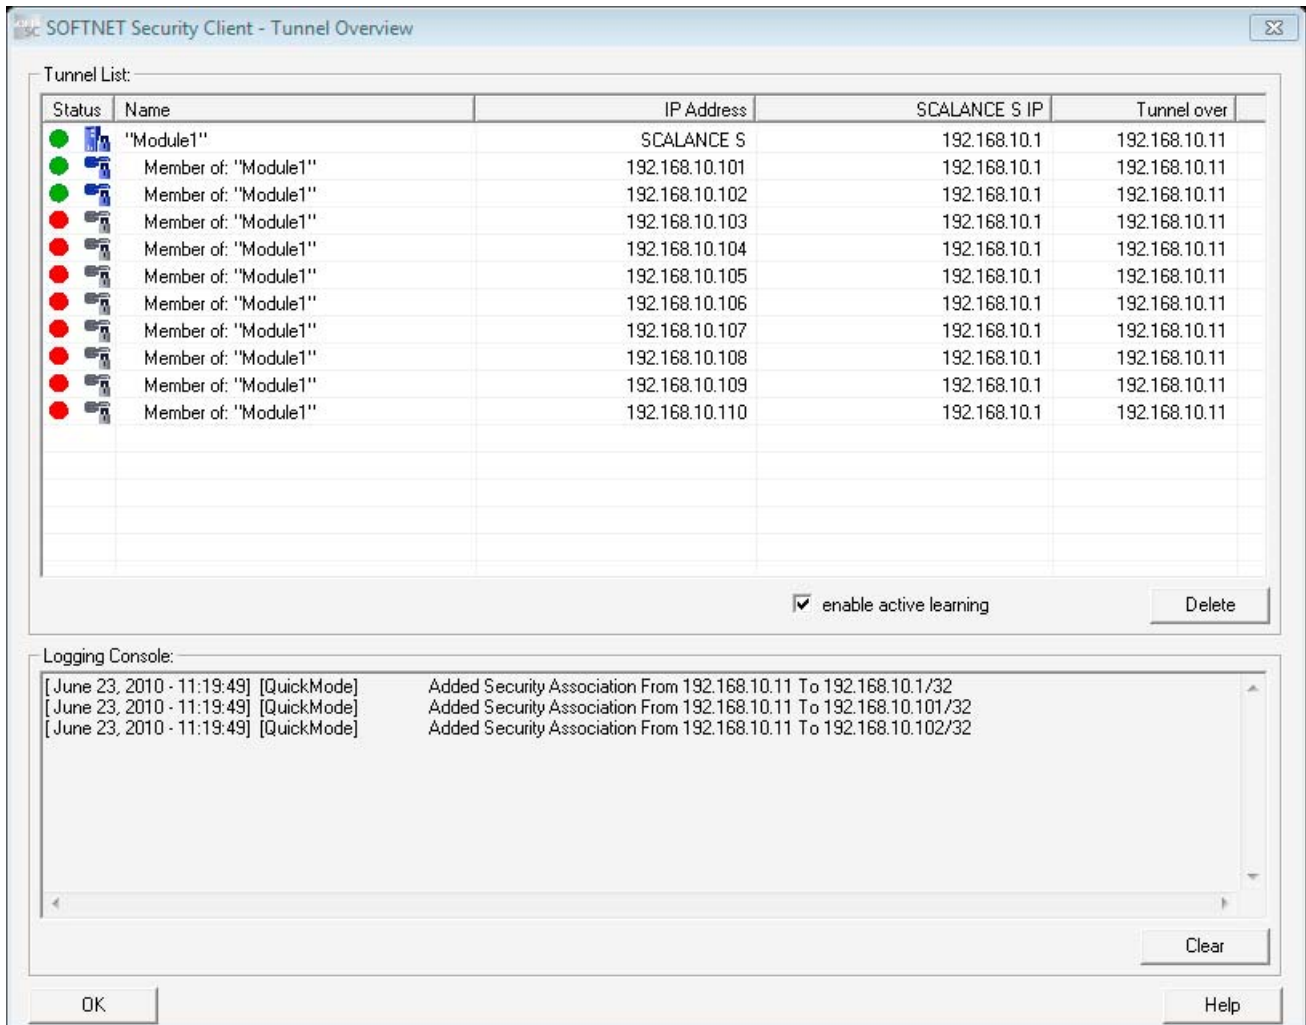 SC SOFTNET Security Client - Tunnel Overview
Tunnel List:
Status Name IP Address SCALANCE S IP Tunnel over
"Module1" SCALANCE S 192.168.10.1 192.168.10.11
Member of: "Module1" 192.168.10.101 192.168.10.1 192.168.10.11
Member of: "Module1" 192.168.10.102 192.168.10.1 192.168.10.11
Member of: "Module1" 192.168.10.103 192.168.10.1 192.168.10.11
Member of: "Module1" 192.168.10.104 192.168.10.1 192.168.10.11
Member of: "Module1" 192.168.10.105 192.168.10.1 192.168.10.11
Member of: "Module1" 192.168.10.106 192.168.10.1 192.168.10.11
Member of: "Module1" 192.168.10.107 192.168.10.1 192.168.10.11
Member of: "Module1" 192.168.10.108 192.168.10.1 192.168.10.11
Member of: "Module1" 192.168.10.109 192.168.10.1 192.168.10.11
Member of: "Module1" 192.168.10.110 192.168.10.1 192.168.10.11
enable active learning Delete
Logging Console:
[ June 23, 2010 - 11:19:49] [QuickMode] Added Security Association From 192.168.10.11 To 192.168.10.1/32
[ June 23, 2010 - 11:19:49] [QuickMode] Added Security Association From 192.168.10.11 To 192.168.10.101/32
[ June 23, 2010 - 11:19:49] [QuickMode] Added Security Association From 192.168.10.11 To 192.168.10.102/32
Clear
OK Help